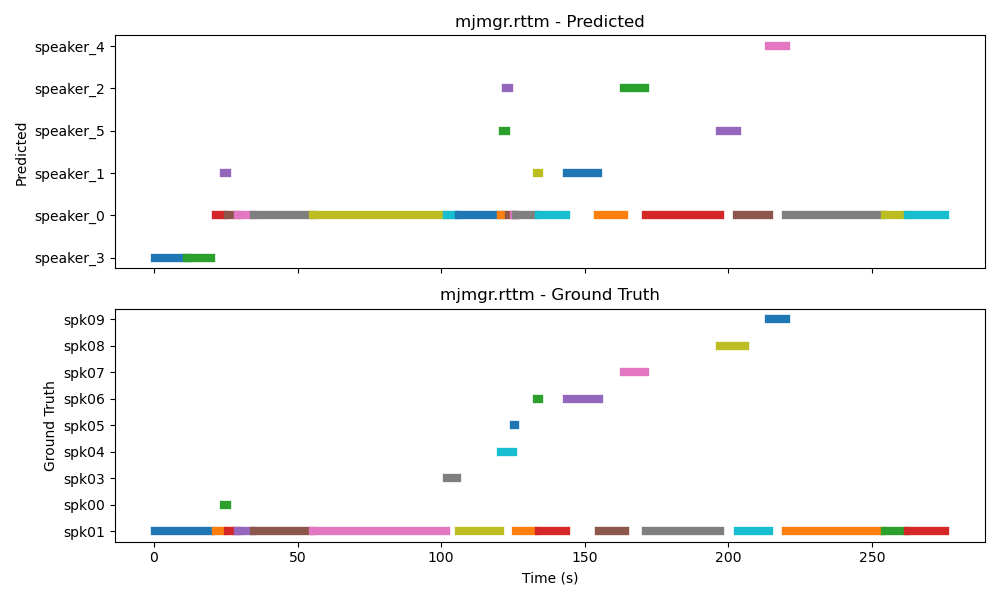 mjmgr.rttm - Predicted
speaker_4
speaker_2
speaker_5
speaker_1
speaker_0
speaker_3
Predicted
mjmgr.rttm - Ground Truth
spk09
spk08
spk07
spk06
spk05
spk04
spk03
spk00
spk01
Ground Truth
0 50 100 150 200 250
Time (s)